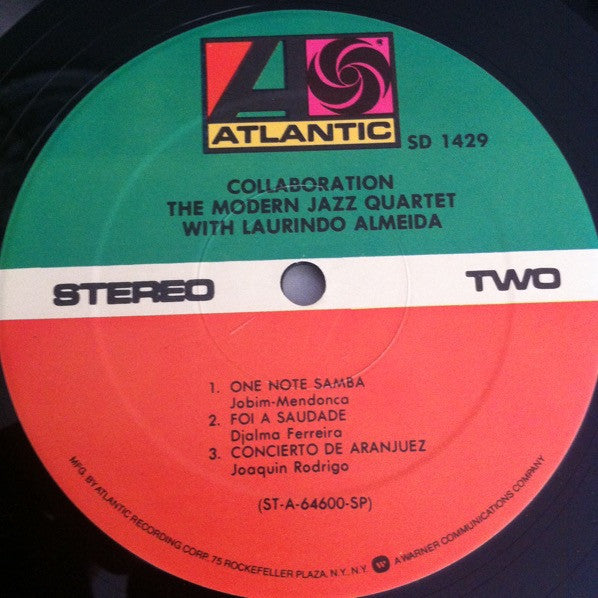 ATLANTIC
SD 1429
COLLABORATION
THE MODERN JAZZ QUARTET
WITH LAURINDO ALMEIDA
STEREO TWO
1. ONE NOTE SAMBA
Jobim-Mendonca
2. FOI A SAUDADE
Djalma Ferreira
3. CONCIERTO DE ARANJUEZ
Joaquin Rodrigo
(ST-A-64600-SP)
MFG. BY ATLANTIC RECORDING CORP. 75 ROCKEFELLER PLAZA, N.Y., N.Y. A WARNER COMMUNICATIONS COMPANY